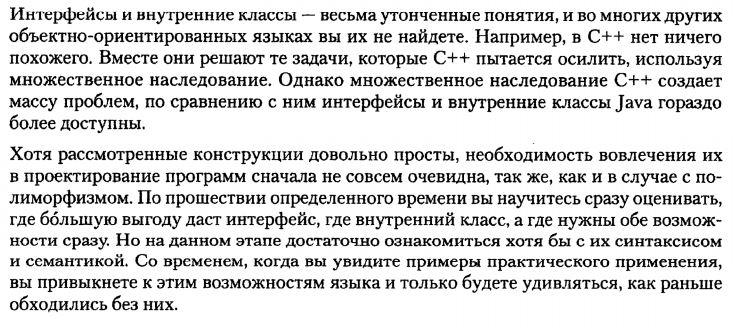 Интерфейсы и внутренние классы — весьма утонченные понятия, и во многих других
объектно-ориентированных языках вы их не найдете. Например, в C++ нет ничего
похожего. Вместе они решают те задачи, которые C++ пытается осилить, используя
множественное наследование. Однако множественное наследование C++ создает
массу проблем, по сравнению с ним интерфейсы и внутренние классы Java гораздо
более доступны.
Хотя рассмотренные конструкции довольно просты, необходимость вовлечения их
в проектирование программ сначала не совсем очевидна, так же, как и в случае с по-
лиморфизмом. По прошествии определенного времени вы научитесь сразу оценивать,
где бо́льшую выгоду даст интерфейс, где внутренний класс, а где нужны обе возмож-
ности сразу. Но на данном этапе достаточно ознакомиться хотя бы с их синтаксисом
и семантикой. Со временем, когда вы увидите примеры практического применения,
вы привыкнете к этим возможностям языка и только будете удивляться, как раньше
обходились без них.